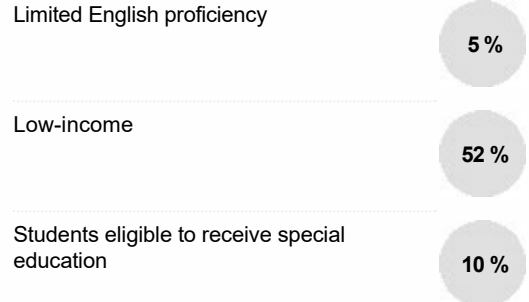 Limited English proficiency
5 %
Low-income
52 %
Students eligible to receive special
education
10 %